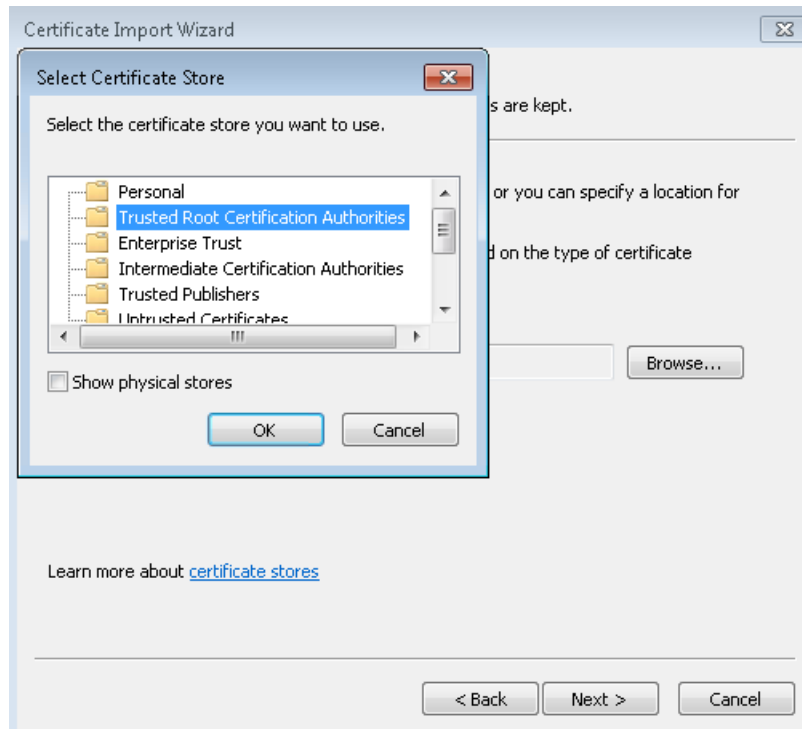 Certificate Import Wizard
Select Certificate Store
Select the certificate store you want to use.
Personal
Trusted Root Certification Authorities
Enterprise Trust
Intermediate Certification Authorities
Trusted Publishers
Untrusted Certificates
Show physical stores
OK
Cancel
s are kept.
or you can specify a location for
d on the type of certificate
Browse...
Learn more about certificate stores
< Back
Next >
Cancel